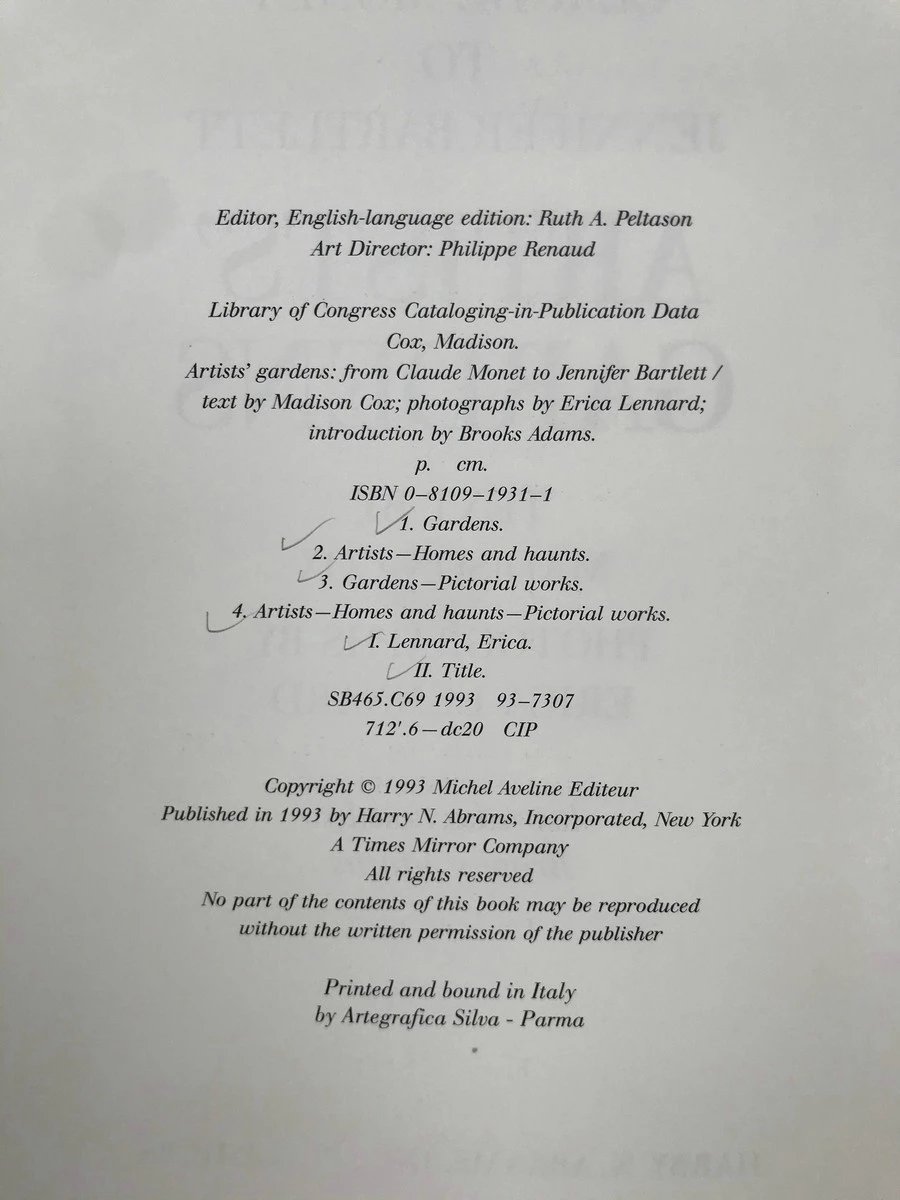 Editor, English-language edition: Ruth A. Peltason
Art Director: Philippe Renaud
Library of Congress Cataloging-in-Publication Data
Cox, Madison.
Artists' gardens: from Claude Monet to Jennifer Bartlett /
text by Madison Cox; photographs by Erica Lennard;
introduction by Brooks Adams.
p. cm.
ISBN 0–8109–1931–1
1. Gardens.
2. Artists—Homes and haunts.
3. Gardens—Pictorial works.
4. Artists—Homes and haunts—Pictorial works.
I. Lennard, Erica.
II. Title.
SB465.C69 1993 93–7307
712'.6—dc20 CIP
Copyright © 1993 Michel Aveline Editeur
Published in 1993 by Harry N. Abrams, Incorporated, New York
A Times Mirror Company
All rights reserved
No part of the contents of this book may be reproduced
without the written permission of the publisher
Printed and bound in Italy
by Artegrafica Silva - Parma